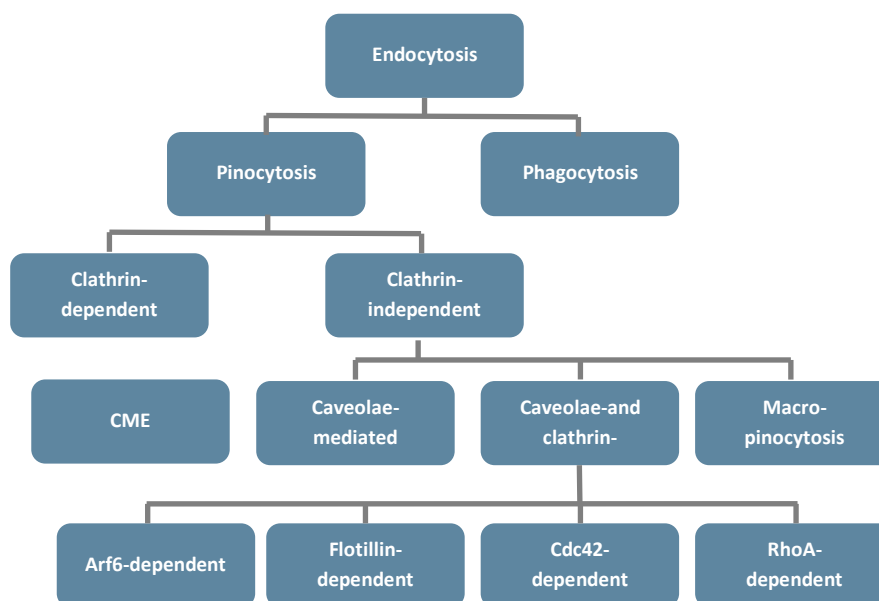 Endocytosis
Pinocytosis
Phagocytosis
Clathrin-
dependent
Clathrin-
independent
CME
Caveolae-
mediated
Caveolae-and
clathrin-
Macro-
pinocytosis
Arf6-dependent
Flotillin-
dependent
Cdc42-
dependent
RhoA-
dependent